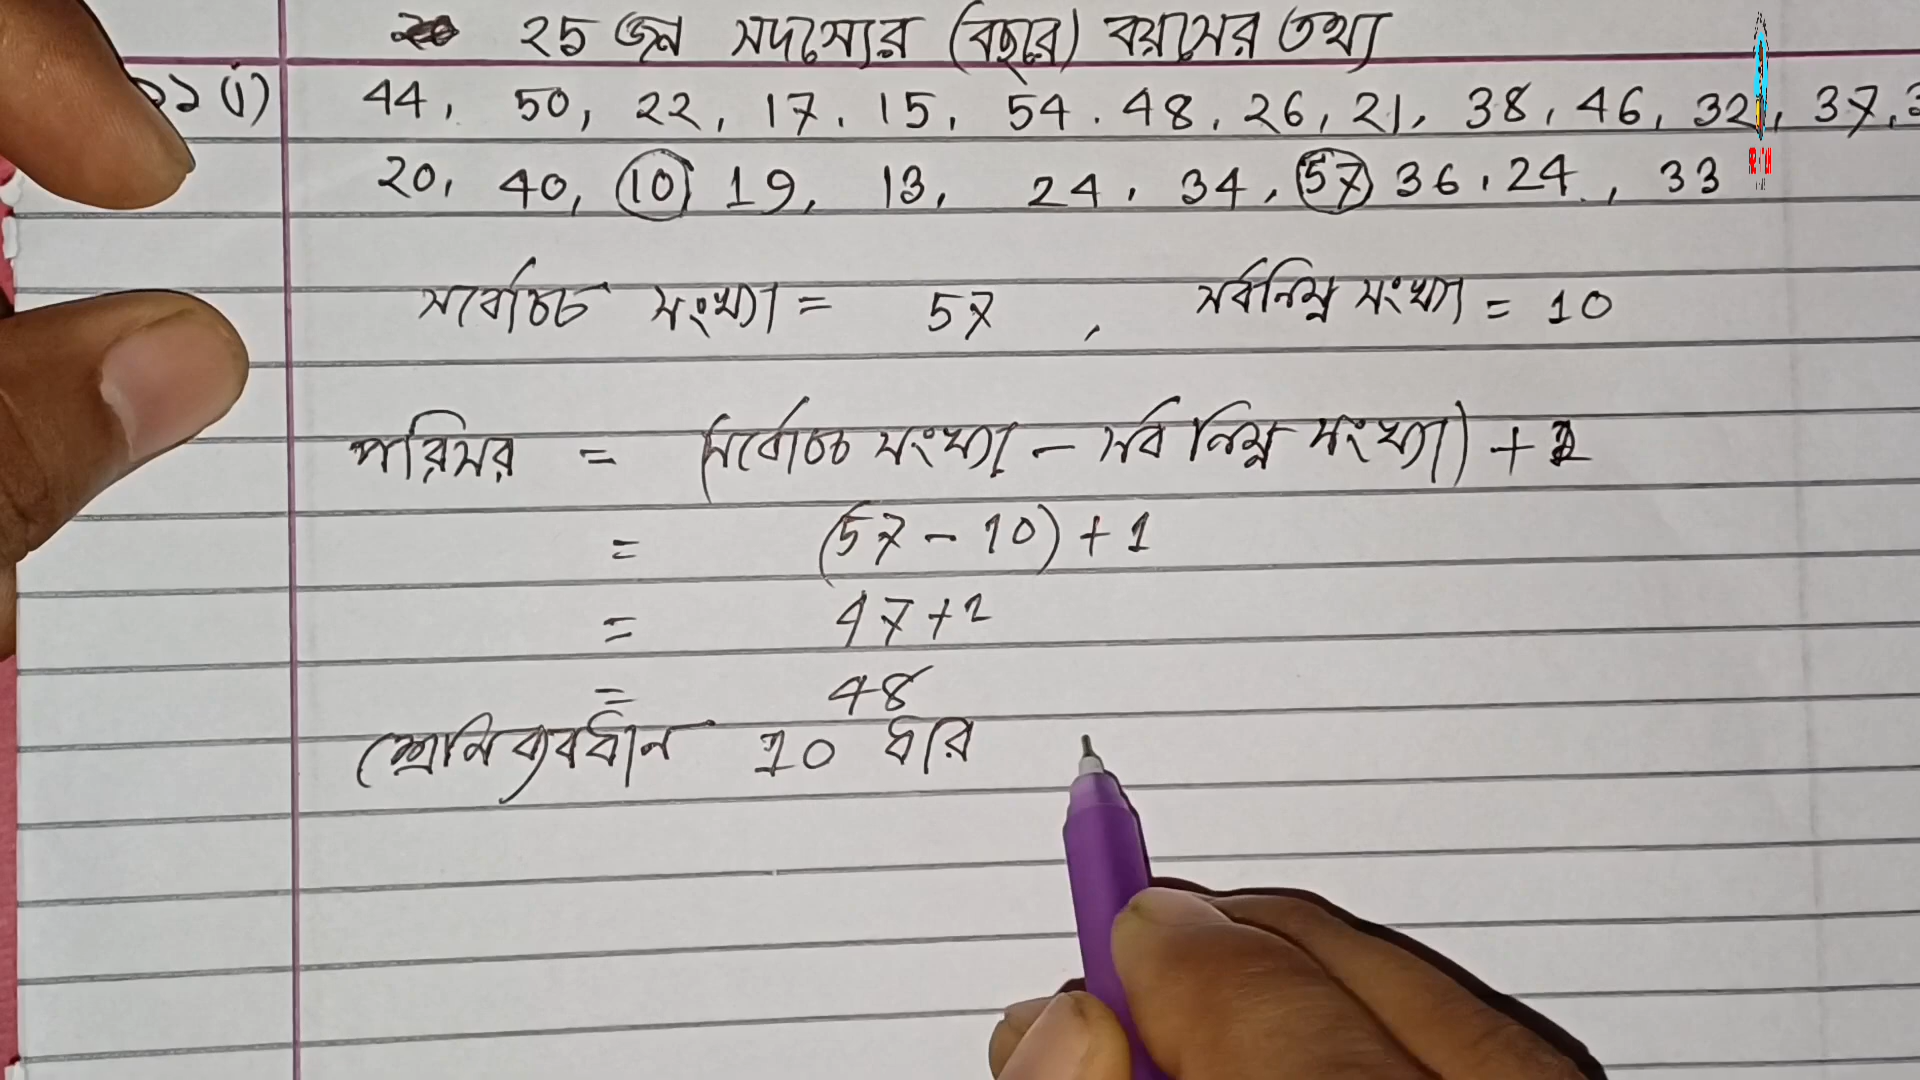 25 জন সদস্যের (বছরে) বয়সের তথ্য
১ (i) 44, 50, 22, 17, 15, 54, 48, 26, 21, 38, 46, 32, 37,
20, 40, 10 19, 13, 24, 34, 57 36, 24, 33
সর্বোচ্চ সংখ্যা = 57, সর্বনিম্ন সংখ্যা = 10
পরিসর = (সর্বোচ্চ সংখ্যা - সর্বনিম্ন সংখ্যা) + 1
= (57 - 10) + 1
= 47 + 1
= 48
শ্রেনি ব্যবধান 10 ধরি